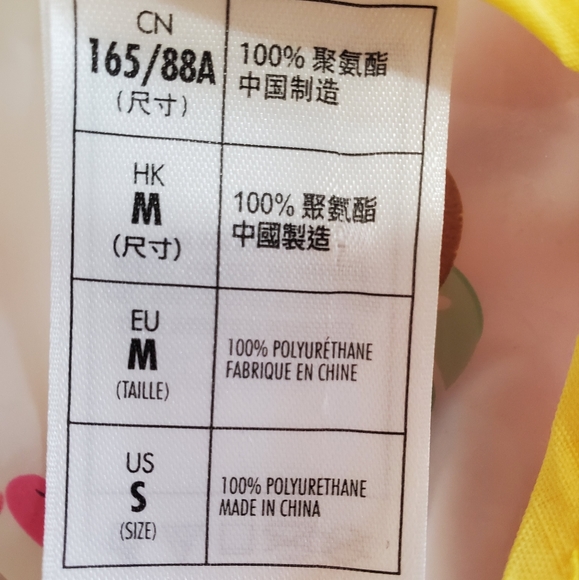 CN
165/88A
(尺寸)
100% 聚氨酯
中国制造
HK
M
(尺寸)
100% 聚氨酯
中國製造
EU
M
(TAILLE)
100% POLYURÉTHANE
FABRIQUE EN CHINE
US
S
(SIZE)
100% POLYURETHANE
MADE IN CHINA